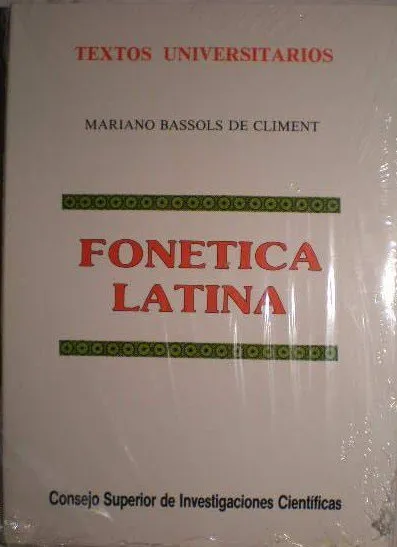 TEXTOS UNIVERSITARIOS
MARIANO BASSOLS DE CLIMENT
FONETICA
LATINA
Consejo Superior de Investigaciones Científicas